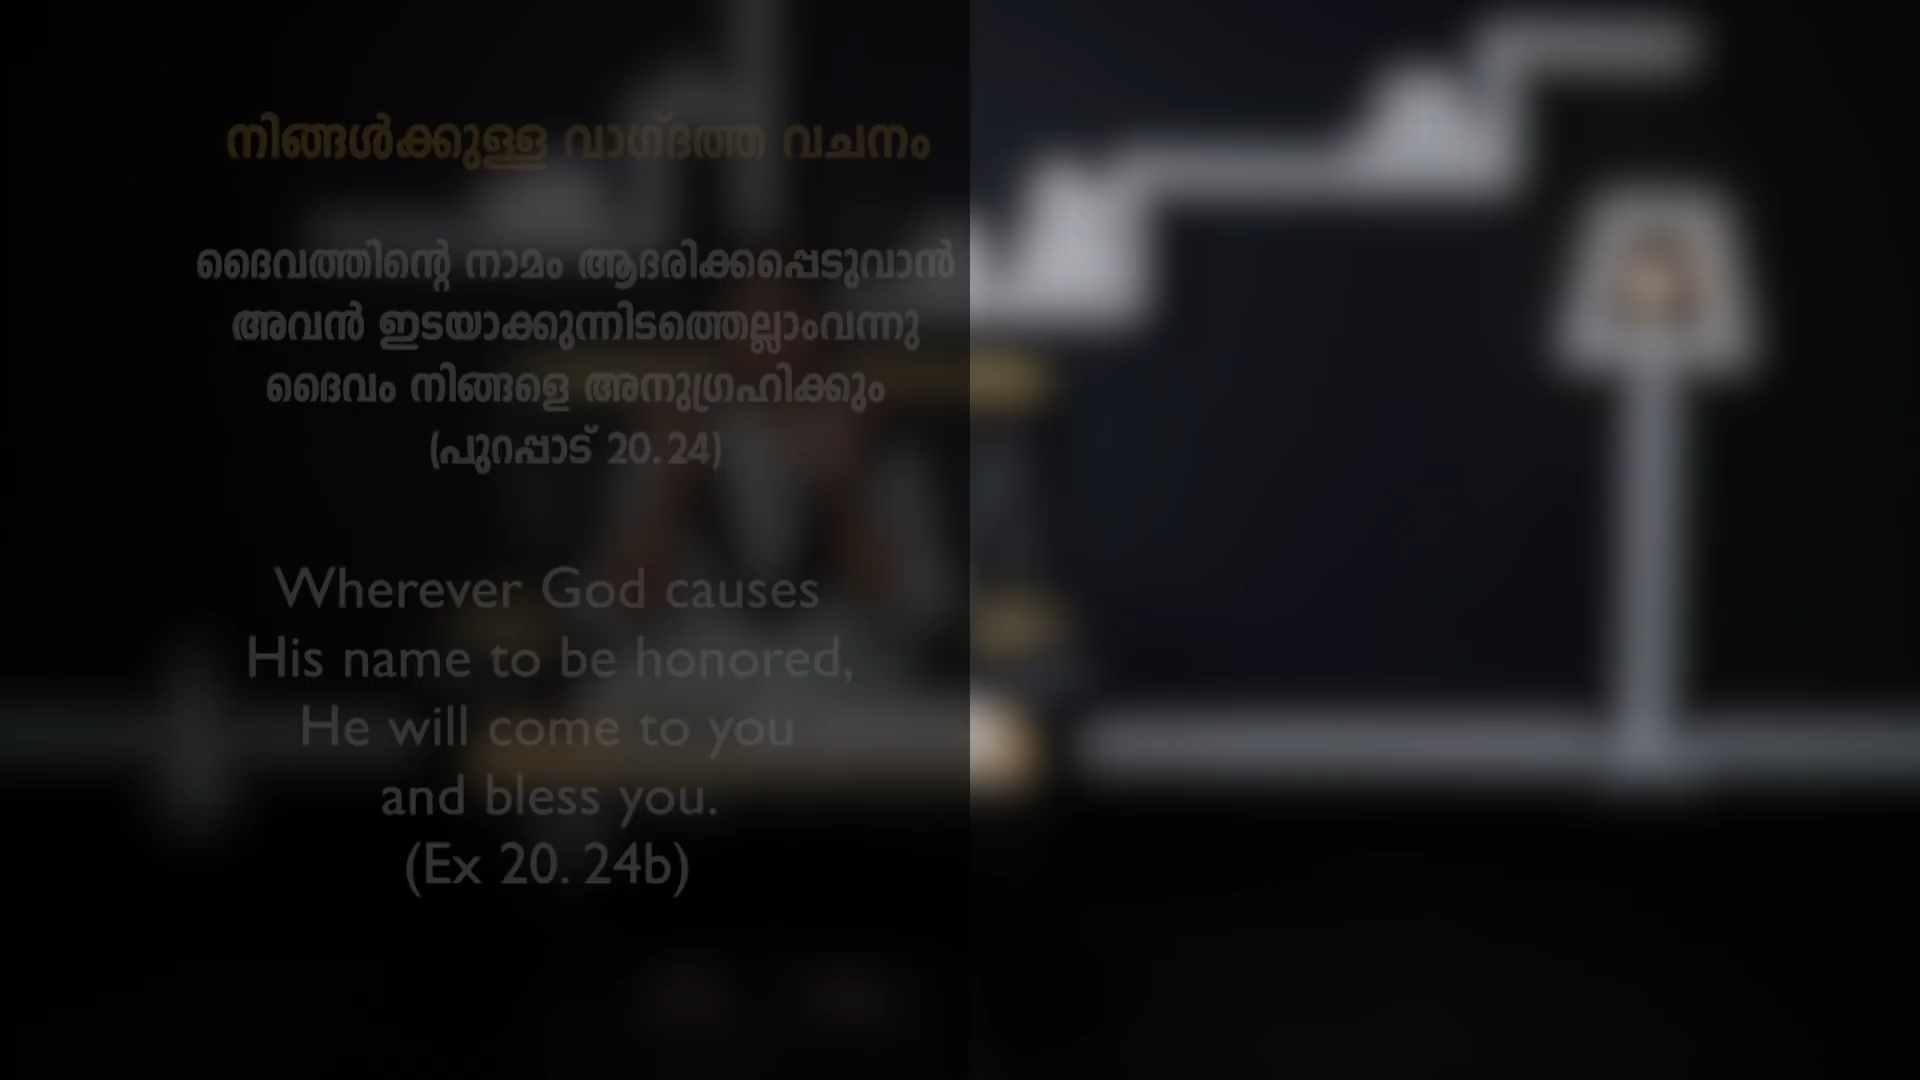 നിങ്ങൾക്കുള്ള വാഗ്ദത്ത വചനം
ദൈവത്തിന്റെ നാമം ആദരിക്കപ്പെടുവാൻ
അവൻ ഇടയാക്കുന്നിടത്തെല്ലാംവന്നു
ദൈവം നിങ്ങളെ അനുഗ്രഹിക്കും
(പുറപ്പാട് 20.24)
Wherever God causes
His name to be honored,
He will come to you
and bless you.
(Ex 20. 24b)